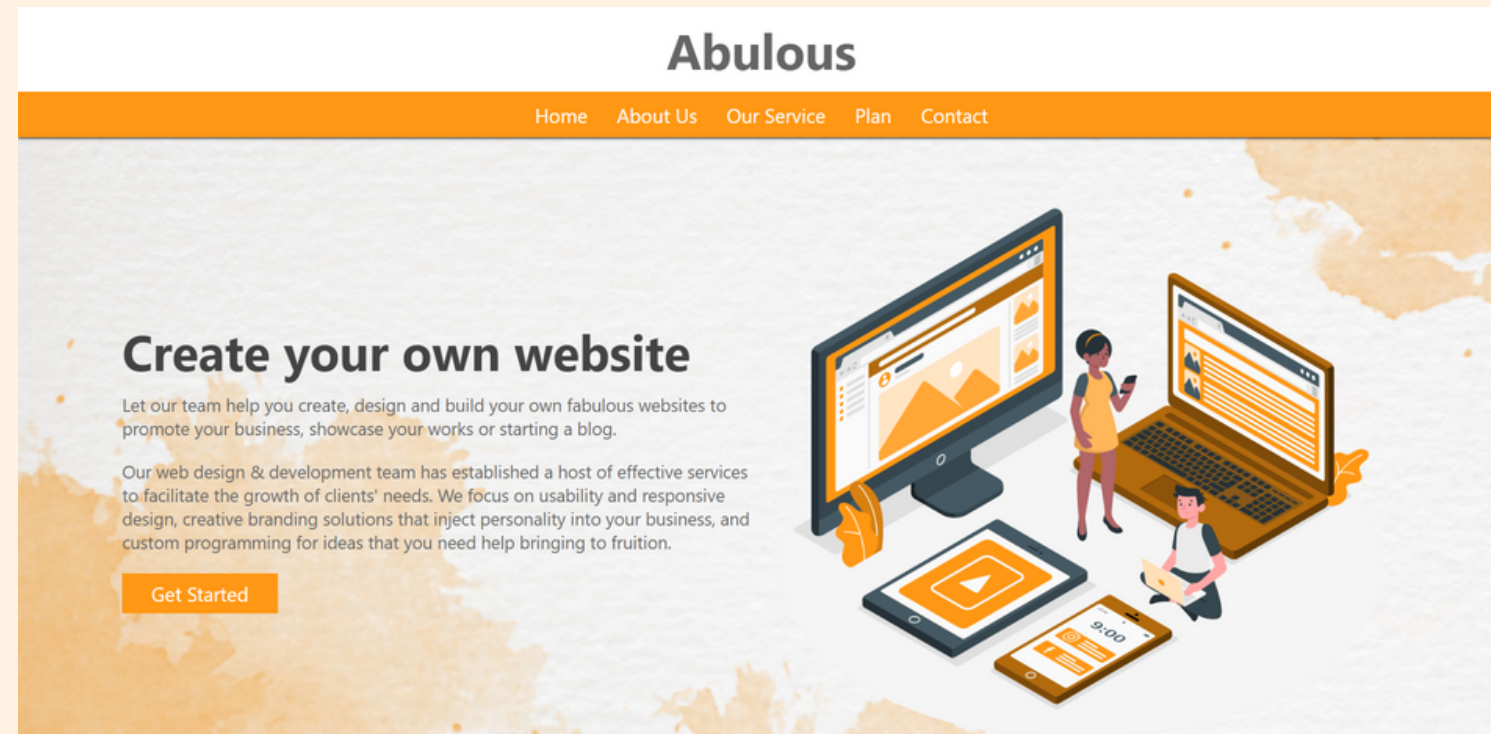 Abulous
Home About Us Our Service Plan Contact
Create your own website
Let our team help you create, design and build your own fabulous websites to
promote your business, showcase your works or starting a blog.
Our web design & development team has established a host of effective services
to facilitate the growth of clients' needs. We focus on usability and responsive
design, creative branding solutions that inject personality into your business, and
custom programming for ideas that you need help bringing to fruition.
Get Started
9:00
f